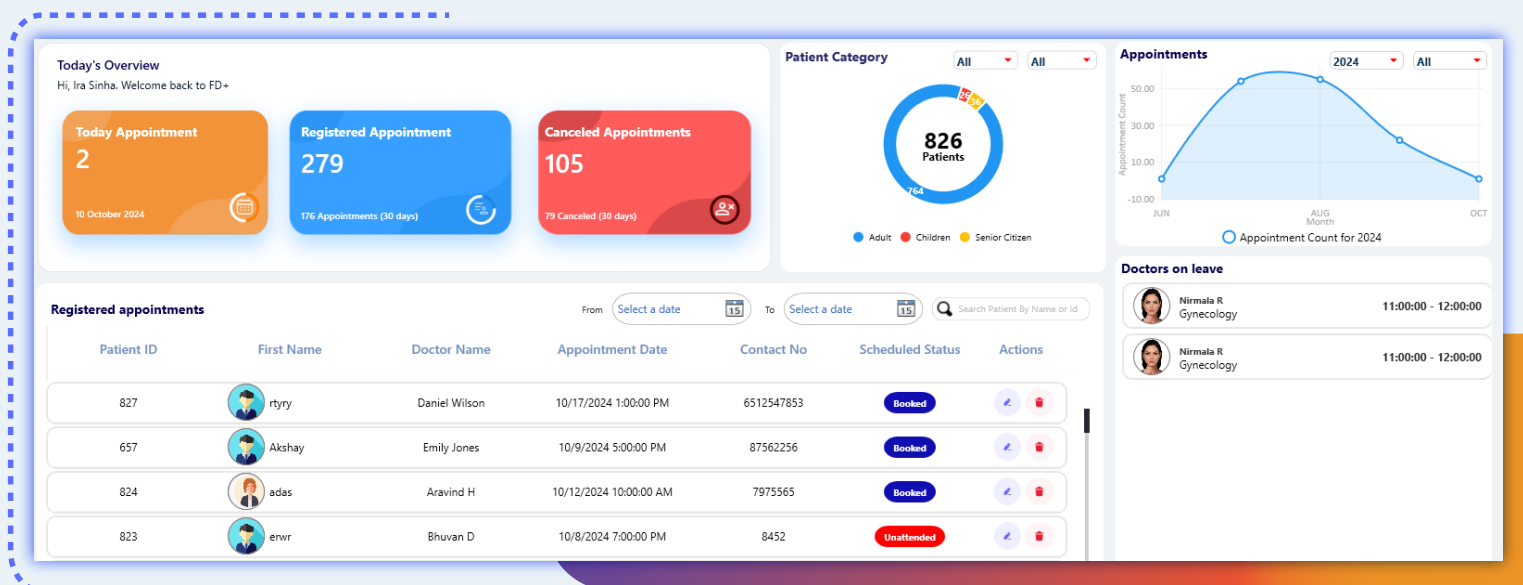 Today's Overview
Hi, Ira Sinha. Welcome back to FD+
Today Appointment
2
10 October 2024
Registered Appointment
279
176 Appointments (30 days)
Canceled Appointments
105
79 Canceled (30 days)
Patient Category
All All
26
36
826
Patients
764
Adult Children Senior Citizen
Appointments
2024 All
Appointment Count
50.00
30.00
10.00
-10.00
JUN AUG OCT
Month
Appointment Count for 2024
Doctors on leave
Nirmala R
Gynecology
11:00:00 - 12:00:00
Nirmala R
Gynecology
11:00:00 - 12:00:00
Registered appointments
From Select a date 15 To Select a date 15 Search Patient By Name or Id
Patient ID First Name Doctor Name Appointment Date Contact No Scheduled Status Actions
827 rtyry Daniel Wilson 10/17/2024 1:00:00 PM 6512547853 Booked
657 Akshay Emily Jones 10/9/2024 5:00:00 PM 87562256 Booked
824 adas Aravind H 10/12/2024 10:00:00 AM 7975565 Booked
823 erwr Bhuvan D 10/8/2024 7:00:00 PM 8452 Unattended